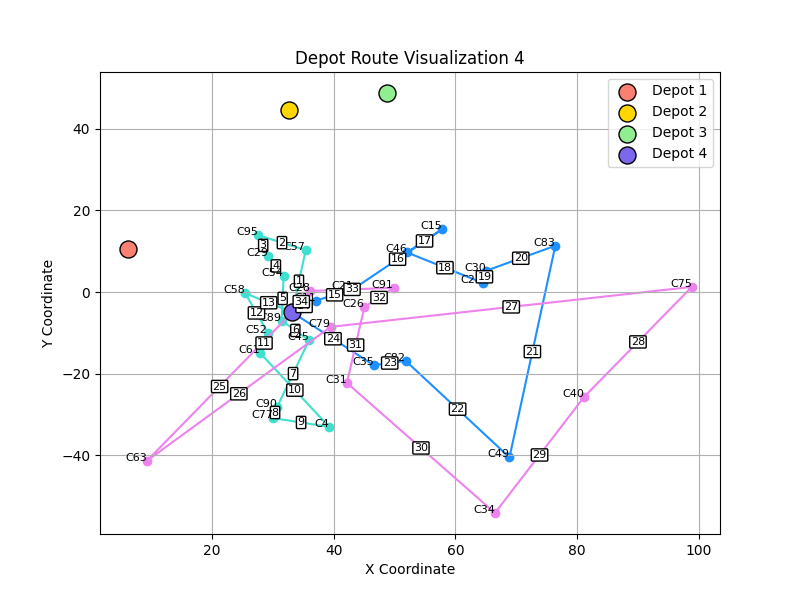 Depot Route Visualization 4
Depot 1
Depot 2
Depot 3
Depot 4
Y Coordinate
40
20
0
−20
−40
20
40
60
80
100
X Coordinate
C95
C57
C29
C54
C58
C52
C89
C61
C45
C90
C77
C4
C28
C91
C26
C79
C46
C15
C30
C83
C75
C35
C31
C49
C40
C34
C63
1
2
3
4
5
6
7
8
9
10
11
12
13
14
15
16
17
18
19
20
21
22
23
24
25
26
27
28
29
30
31
32
33
34